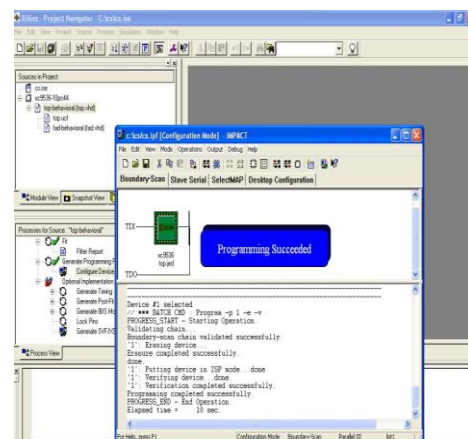 Xilinx - Project Navigator - C:\cs\cs.ise
File Edit View Project Source Process Simulation Window Help
Sources in Project:
cs.ise
xc9536-10pc44
top-behavioral (top.vhd)
top.ucf
fad-behavioral (fad.vhd)
Module View
Snapshot View
Processes for Source: "top-behavioral"
Fit
Fitter Report
Generate Programming F
Configure Device
Optional Implementation
Generate Timing
Generate Post-Fit
Generate IBIS Mo
Lock Pins
Generate SVF/XS
Process View
c:\cs/cs.ipf [Configuration Mode] - iMPACT
File Edit View Mode Operations Output Debug Help
Boundary-Scan Slave Serial SelectMAP Desktop Configuration
TDI
xc9536
top.jed
TDO
Programming Succeeded
Device #1 selected
// *** BATCH CMD : Program -p 1 -e -v
PROGRESS_START - Starting Operation.
Validating chain...
Boundary-scan chain validated successfully.
'1': Erasing device...
Erasure completed successfully.
done.
'1': Putting device in ISP mode...done.
'1': Verifying device...done.
'1': Verification completed successfully.
Programming completed successfully.
PROGRESS_END - End Operation.
Elapsed time = 10 sec.
For Help, press F1
Configuration Mode Boundary-Scan Parallel III